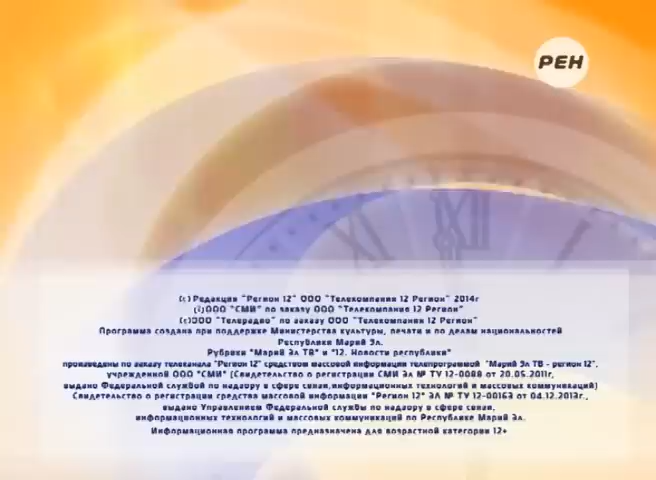 РЕН
(c) Редакция "Регион 12" ООО "Телекомпания 12 Регион" 2014г
(c)ООО "СМИ" по заказу ООО "Телекомпания 12 Регион"
(c)ООО "Телерадио" по заказу ООО "Телекомпания 12 Регион"
Программа создана при поддержке Министерства культуры, печати и по делам национальностей
Республики Марий Эл.
Рубрики "Марий Эл ТВ" и "12. Новости республики"
произведены по заказу телеканала "Регион 12" средством массовой информации телепрограммой "Марий Эл ТВ - регион 12",
учрежденной ООО "СМИ" (Свидетельство о регистрации СМИ Эл № ТУ 12-0088 от 20.05.2011г,
выдано Федеральной службой по надзору в сфере связи,информационных технологий и массовых коммуникаций)
Свидетельство о регистрации средства массовой информации "Регион 12" ЭЛ № ТУ 12-00163 от 04.12.2013г.,
выдано Управлением Федеральной службы по надзору в сфере связи,
информационных технологий и массовых коммуникаций по Республике Марий Эл.
Информационная программа предназначена для возрастной категории 12+